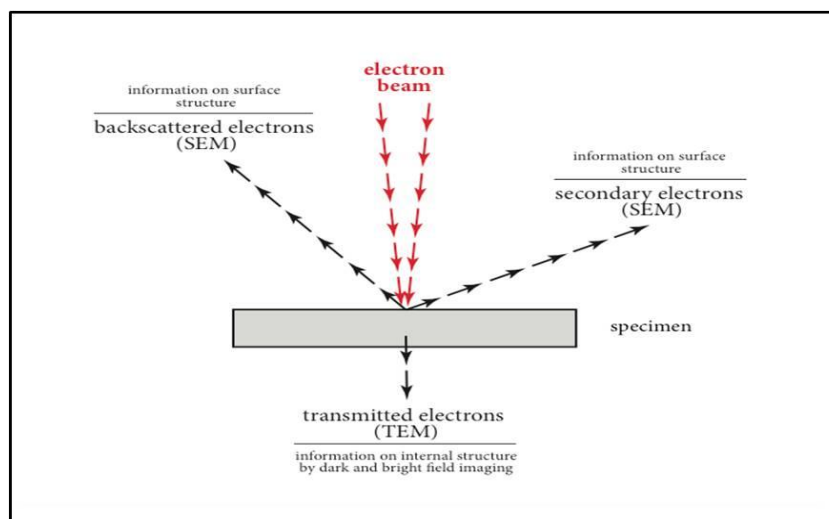 electron
beam
information on surface
structure
backscattered electrons
(SEM)
information on surface
structure
secondary electrons
(SEM)
specimen
transmitted electrons
(TEM)
information on internal structure
by dark and bright field imaging